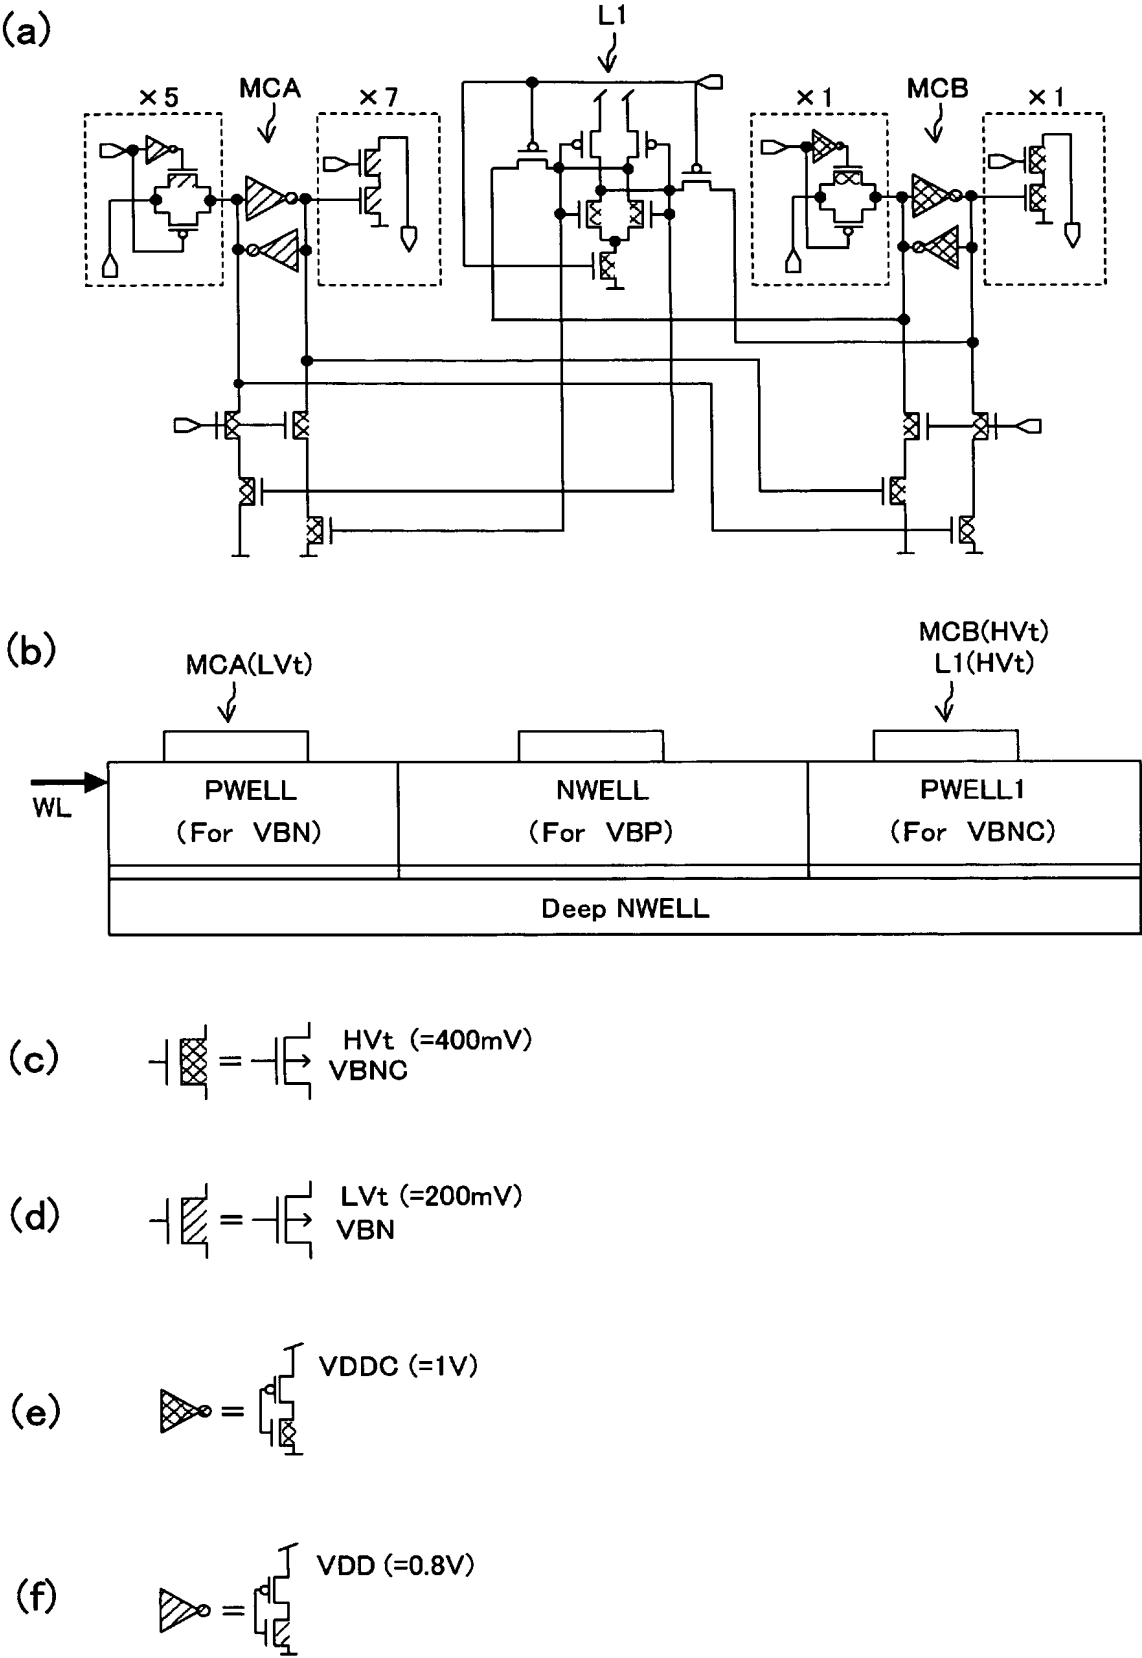 (a)
L1
×5
MCA
×7
×1
MCB
×1
(b)
MCA(LVt)
MCB(HVt)
L1(HVt)
WL
PWELL
(For VBN)
NWELL
(For VBP)
PWELL1
(For VBNC)
Deep NWELL
(c)
=
HVt (=400mV)
VBNC
(d)
=
LVt (=200mV)
VBN
(e)
=
VDDC (=1V)
(f)
=
VDD (=0.8V)